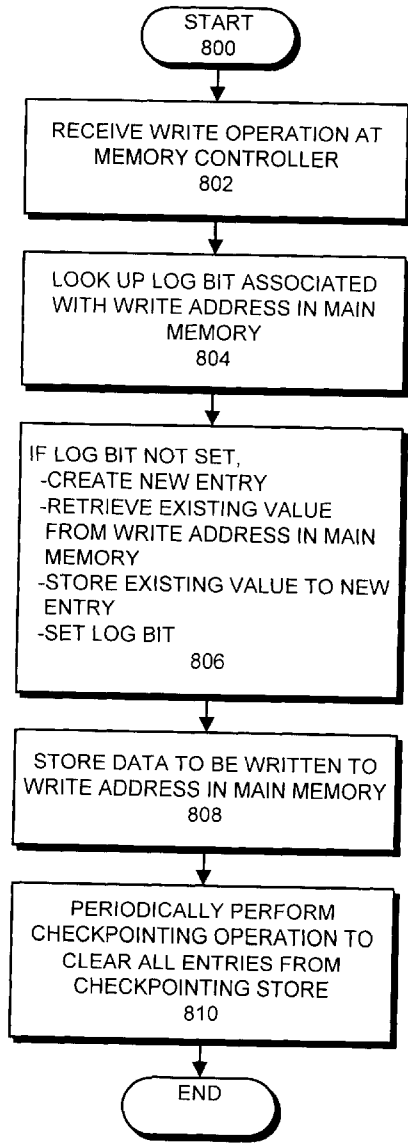 START
800
RECEIVE WRITE OPERATION AT
MEMORY CONTROLLER
802
LOOK UP LOG BIT ASSOCIATED
WITH WRITE ADDRESS IN MAIN
MEMORY
804
IF LOG BIT NOT SET,
-CREATE NEW ENTRY
-RETRIEVE EXISTING VALUE
FROM WRITE ADDRESS IN MAIN
MEMORY
-STORE EXISTING VALUE TO NEW
ENTRY
-SET LOG BIT
806
STORE DATA TO BE WRITTEN TO
WRITE ADDRESS IN MAIN MEMORY
808
PERIODICALLY PERFORM
CHECKPOINTING OPERATION TO
CLEAR ALL ENTRIES FROM
CHECKPOINTING STORE
810
END